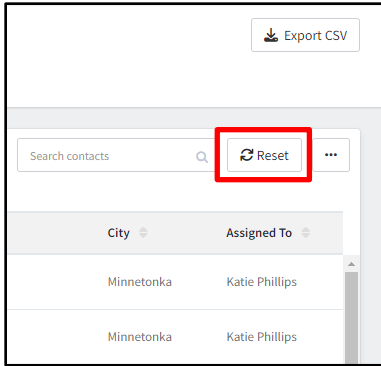 Export CSV
Search contacts
Reset
City
Assigned To
Minnetonka
Katie Phillips
Minnetonka
Katie Phillips